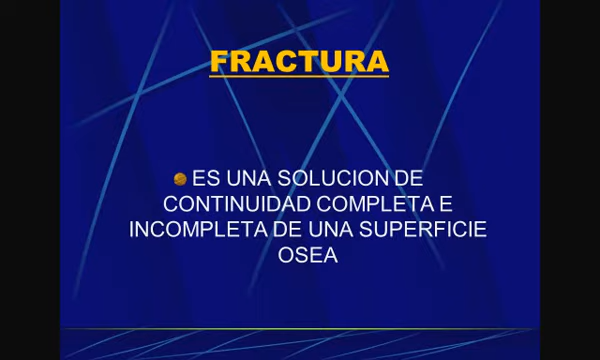 FRACTURA
ES UNA SOLUCION DE
CONTINUIDAD COMPLETA E
INCOMPLETA DE UNA SUPERFICIE
OSEA